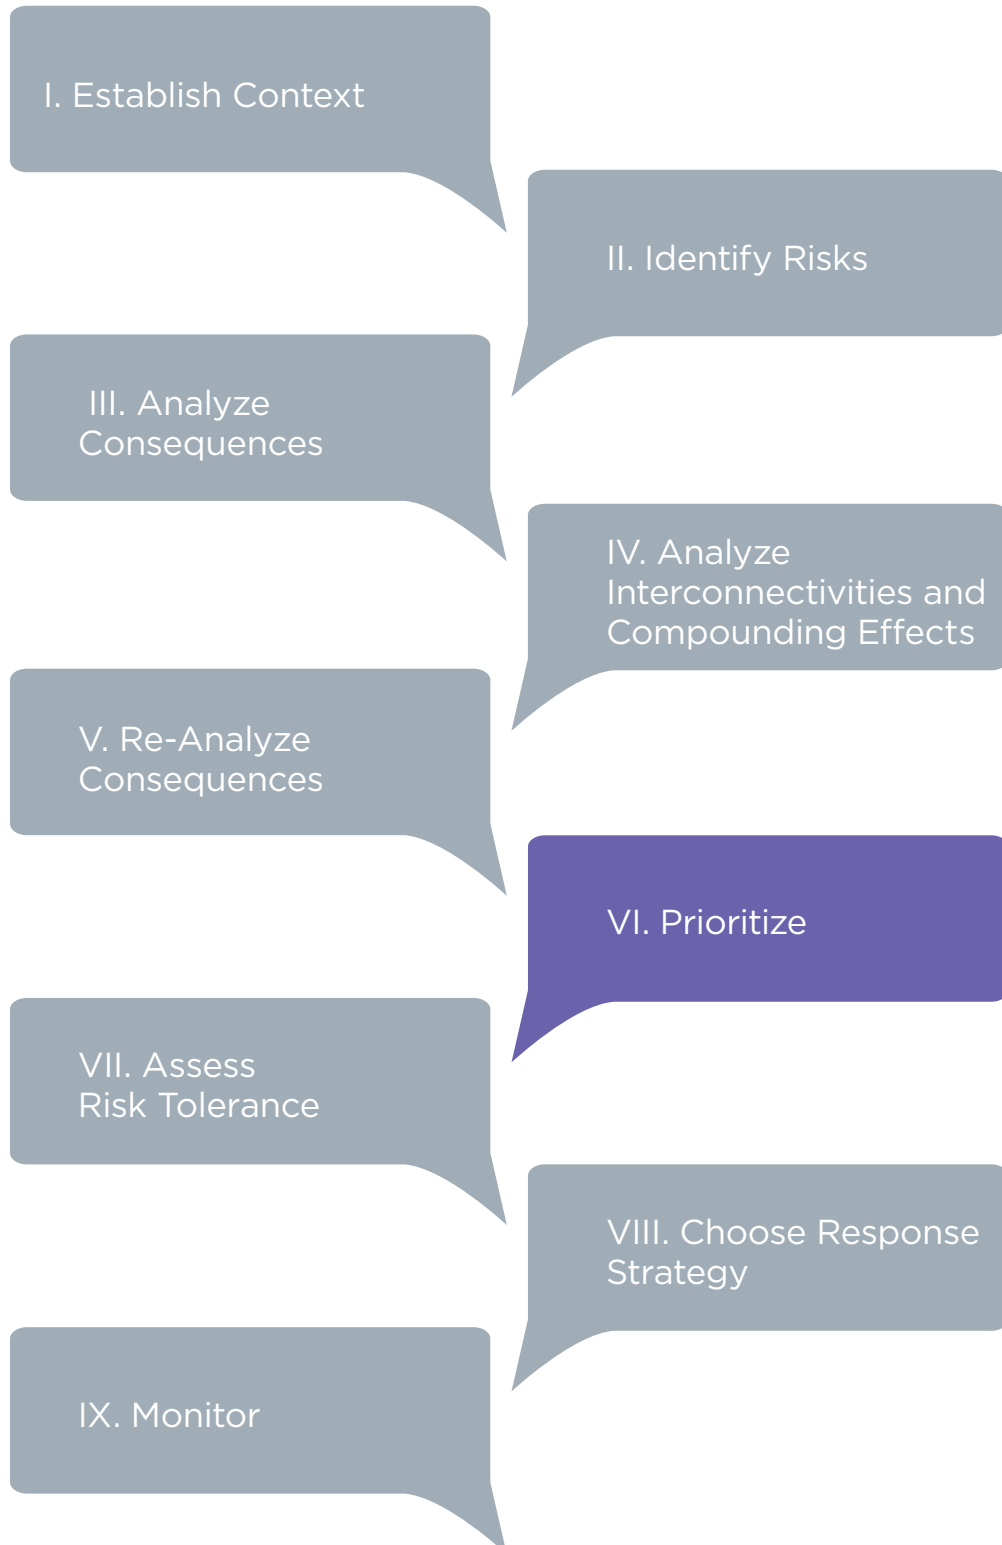 I. Establish Context
II. Identify Risks
III. Analyze
Consequences
IV. Analyze
Interconnectivities and
Compounding Effects
V. Re-Analyze
Consequences
VI. Prioritize
VII. Assess
Risk Tolerance
VIII. Choose Response
Strategy
IX. Monitor